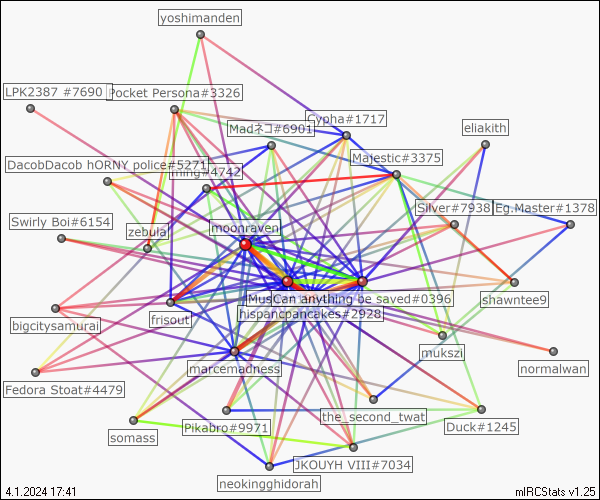 yoshimanden
LPK2387 #7690
Pocket Persona#3326
Cypha#1717
Madネコ#6901
eliakith
Majestic#3375
DacobDacob hORNY police#5271
ming#4742
Silver#7938
Eg.Master#1378
Swirly Boi#6154
zebula
moonraven
MusCan anything be saved#0396
shawntee9
hispancpancakes#2928
bigcitysamurai
frisout
mukszi
normalwan
marcemadness
Fedora Stoat#4479
the_second_twat
Pikabro#9971
Duck#1245
somass
JKOUYH VIII#7034
neokingghidorah
4.1.2024 17:41
mIRCStats v1.25